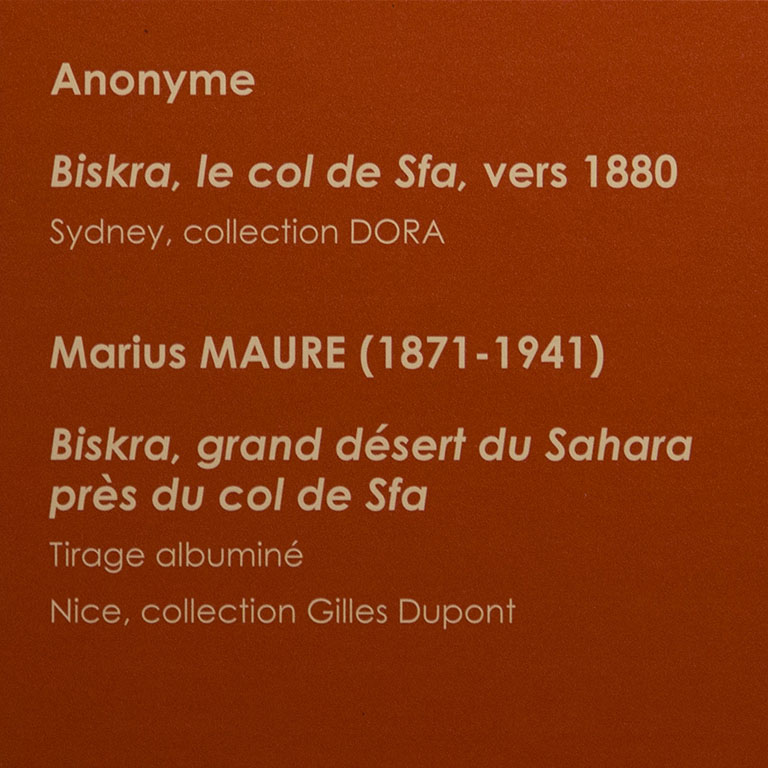 Anonyme
Biskra, le col de Sfa, vers 1880
Sydney, collection DORA
Marius MAURE (1871-1941)
Biskra, grand désert du Sahara
près du col de Sfa
Tirage albuminé
Nice, collection Gilles Dupont